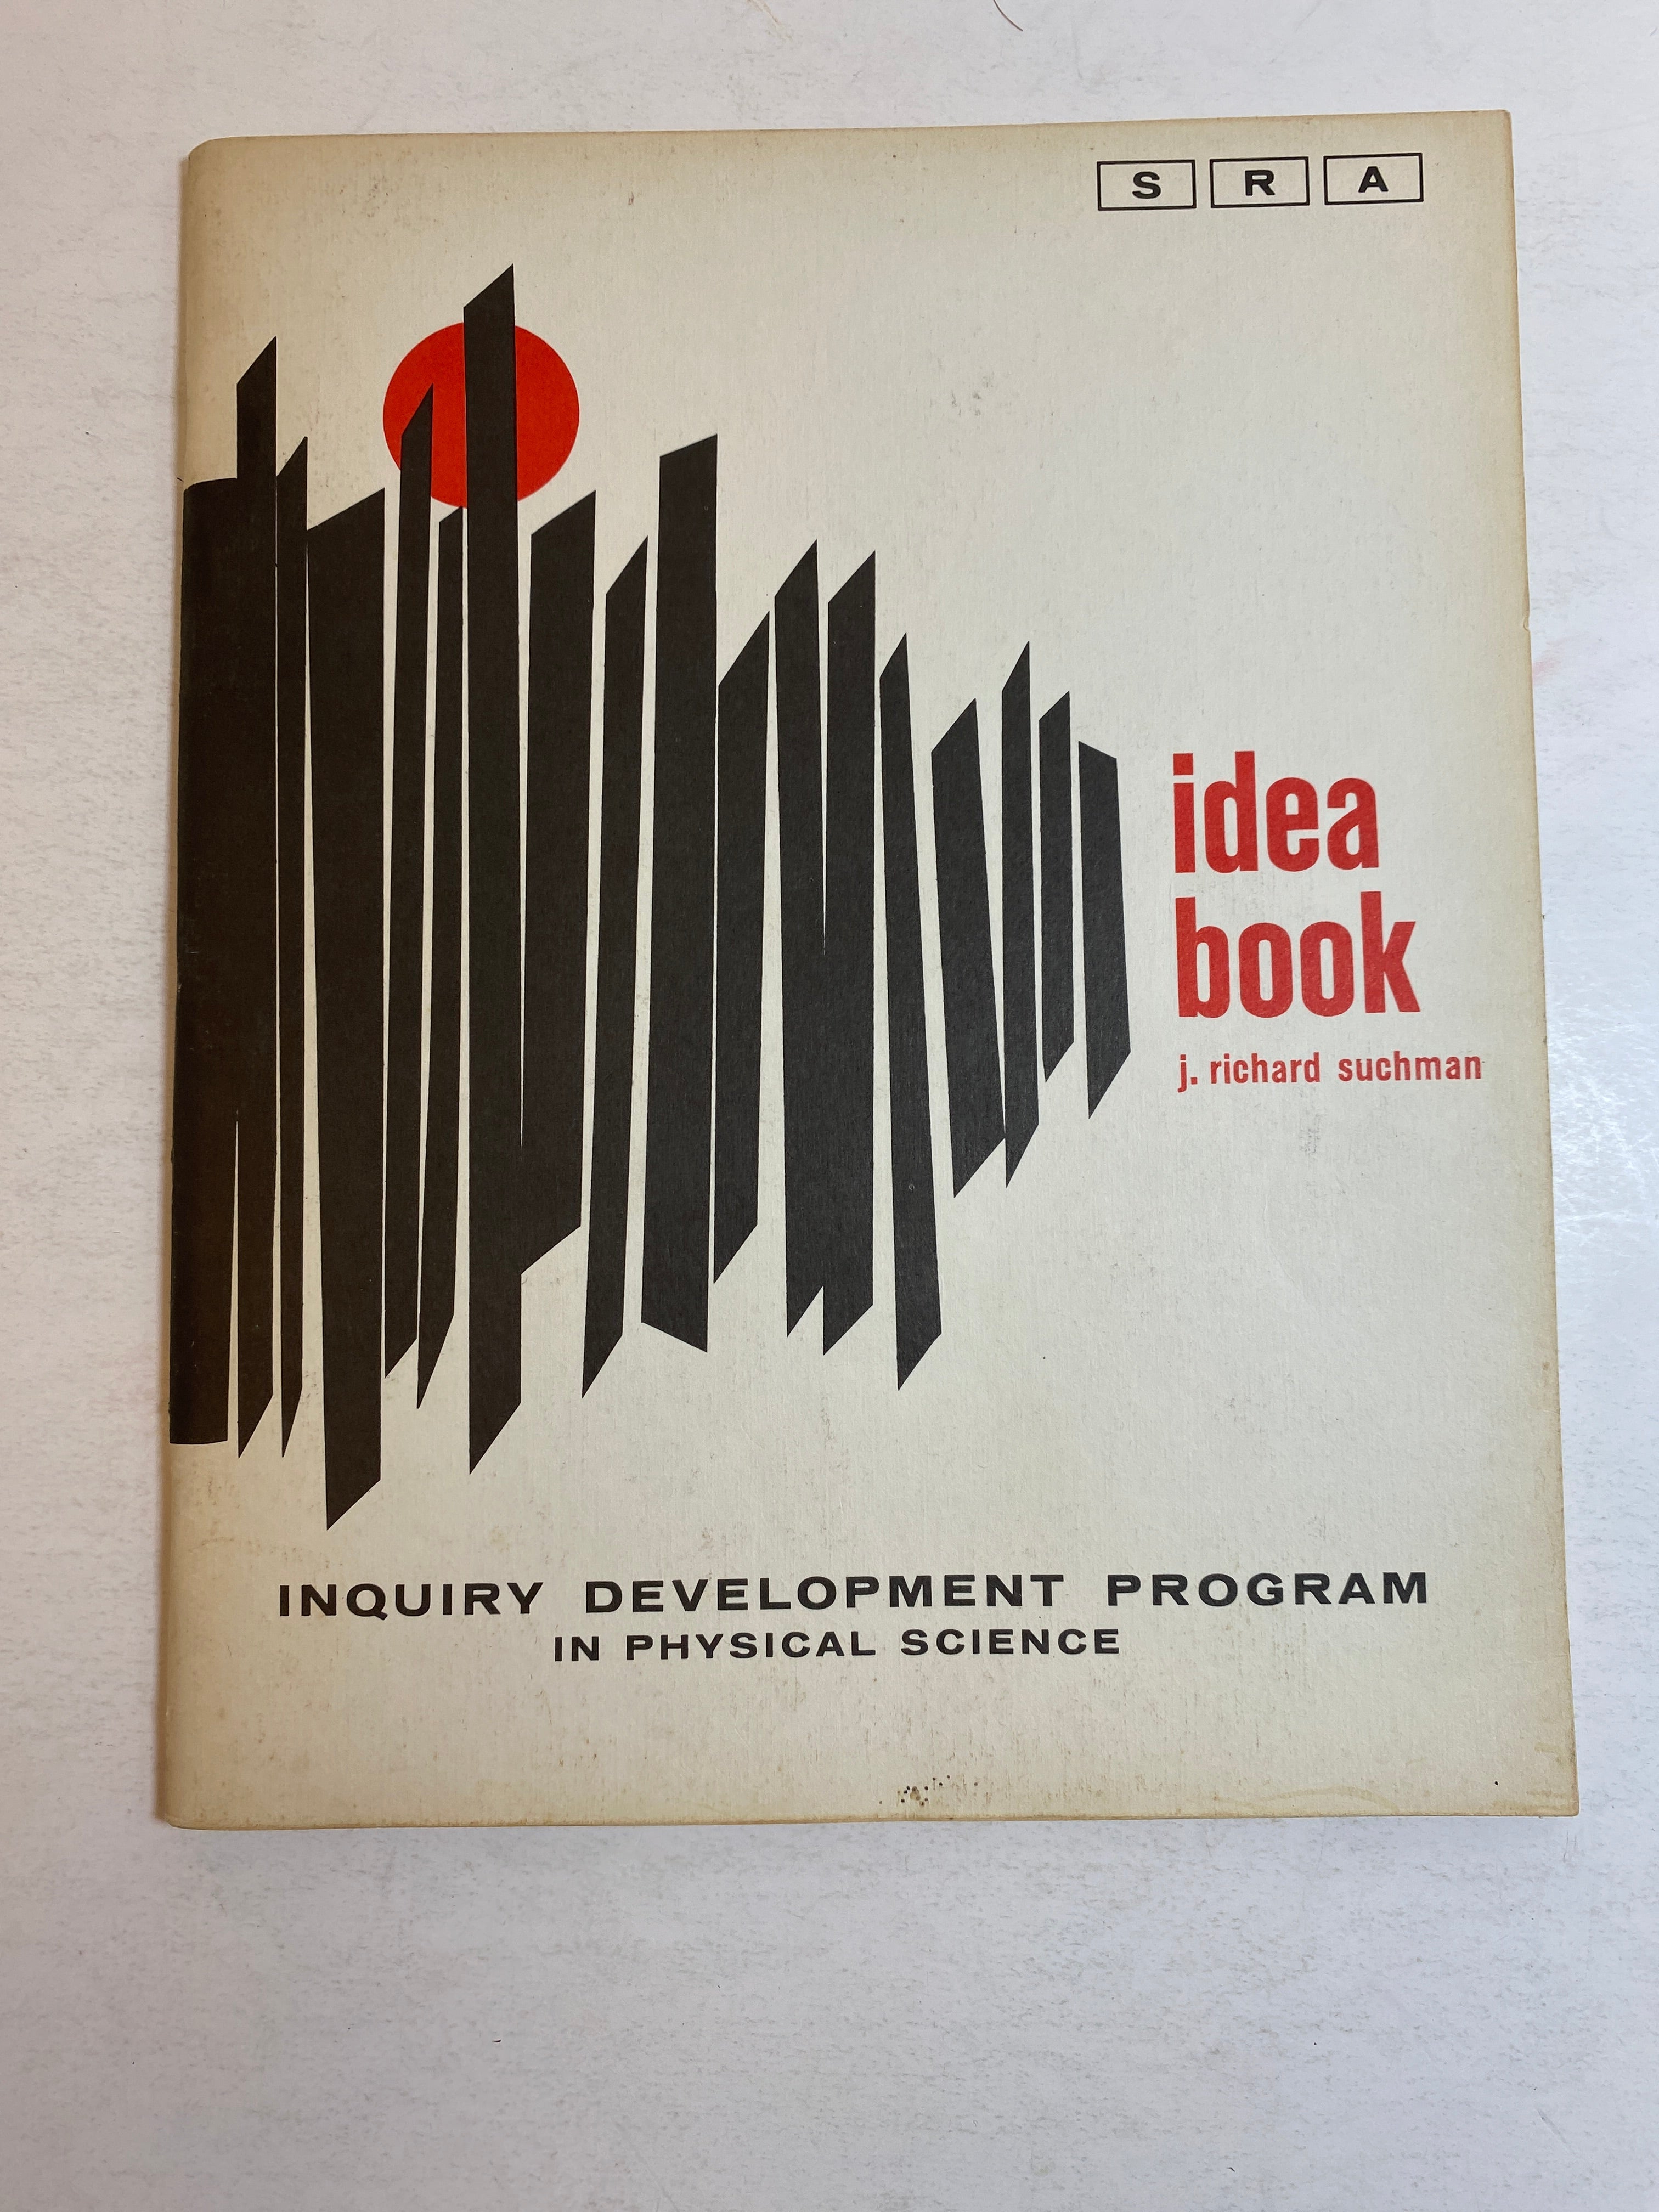 S R A
idea
book
j. richard suchman
INQUIRY DEVELOPMENT PROGRAM
IN PHYSICAL SCIENCE